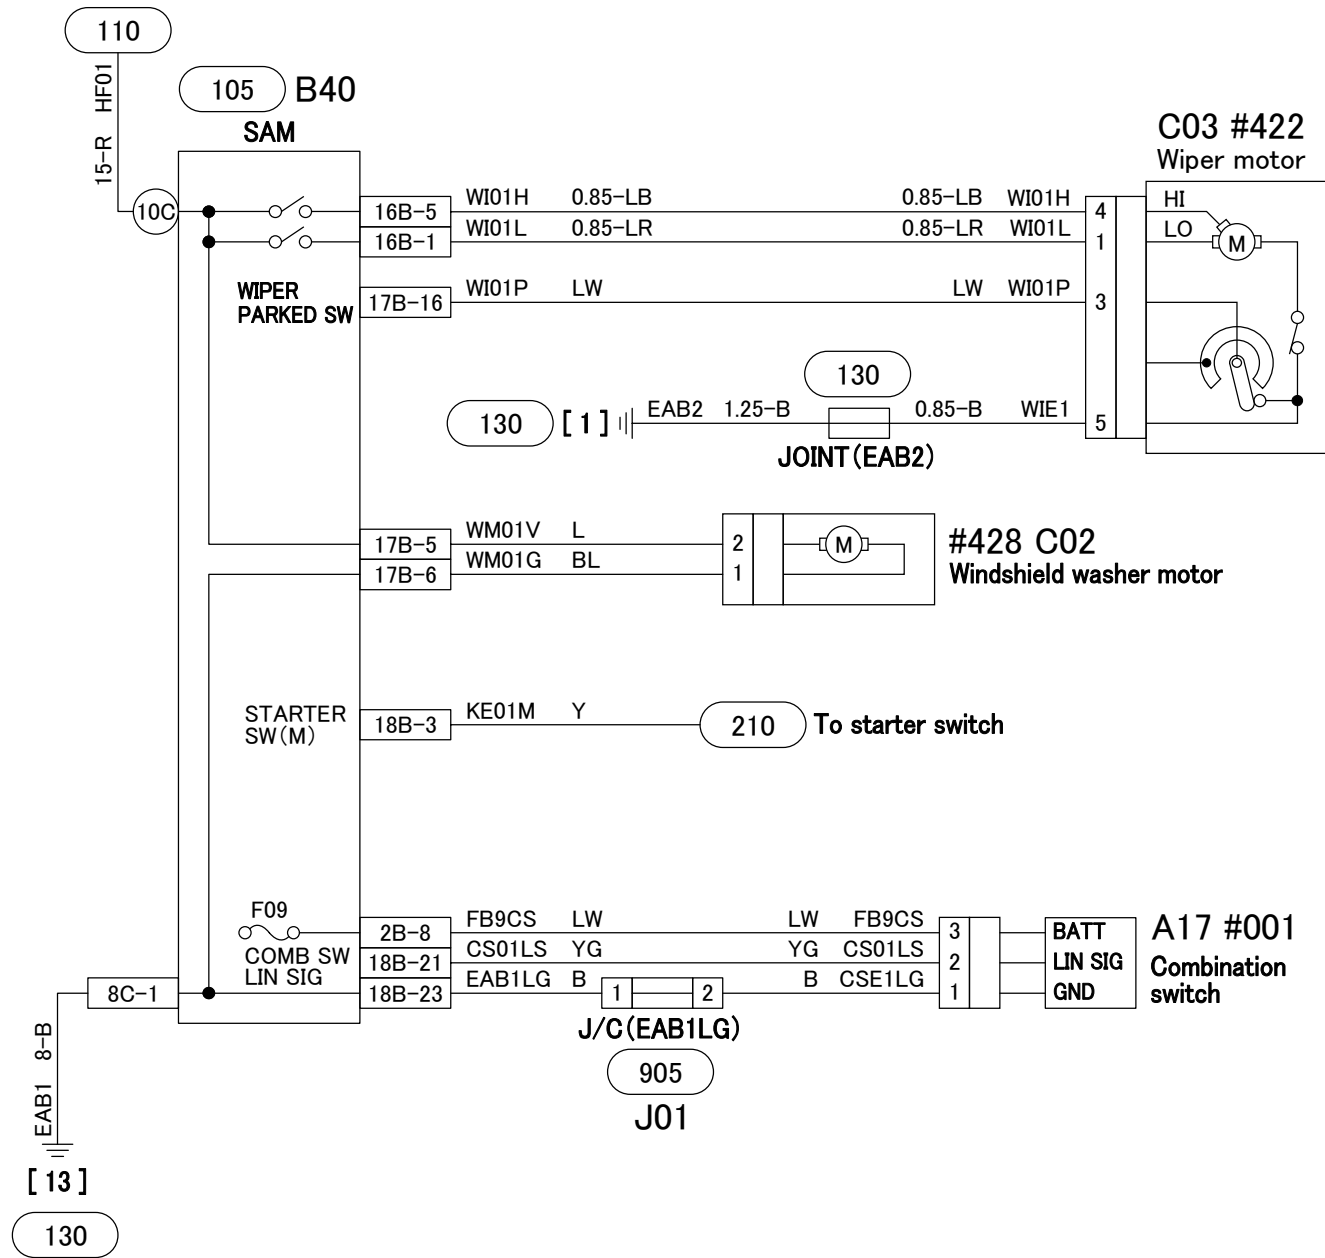 110
HF01
15-R
105 B40
SAM
10C
16B-5 WI01H 0.85-LB 0.85-LB WI01H 4
16B-1 WI01L 0.85-LR 0.85-LR WI01L 1
WIPER
PARKED SW
17B-16 WI01P LW LW WI01P 3
C03 #422
Wiper motor
HI
LO
M
130
130 [1] EAB2 1.25-B 0.85-B WIE1 5
JOINT(EAB2)
17B-5 WM01V L 2
17B-6 WM01G BL 1
M
#428 C02
Windshield washer motor
STARTER
SW(M)
18B-3 KE01M Y 210 To starter switch
F09
2B-8 FB9CS LW LW FB9CS 3 BATT
COMB SW
LIN SIG
18B-21 CS01LS YG YG CS01LS 2 LIN SIG
8C-1 18B-23 EAB1LG B 1 2 B CSE1LG 1 GND
A17 #001
Combination
switch
J/C(EAB1LG)
905
J01
8-B
EAB1
[13]
130